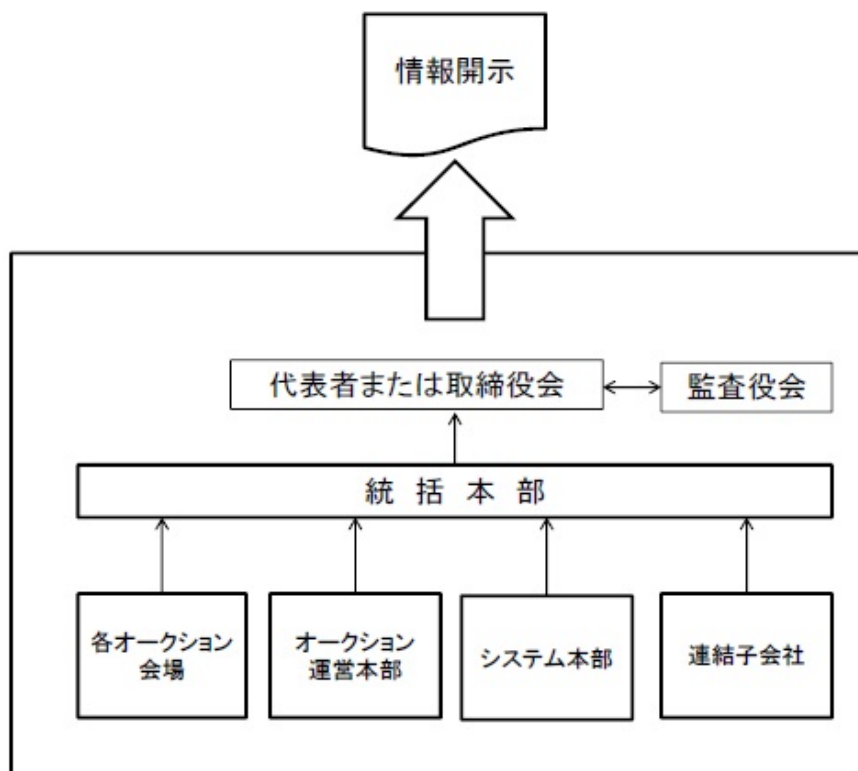 情報開示
代表者または取締役会
監査役会
統括本部
各オークション
会場
オークション
運営本部
システム本部
連結子会社